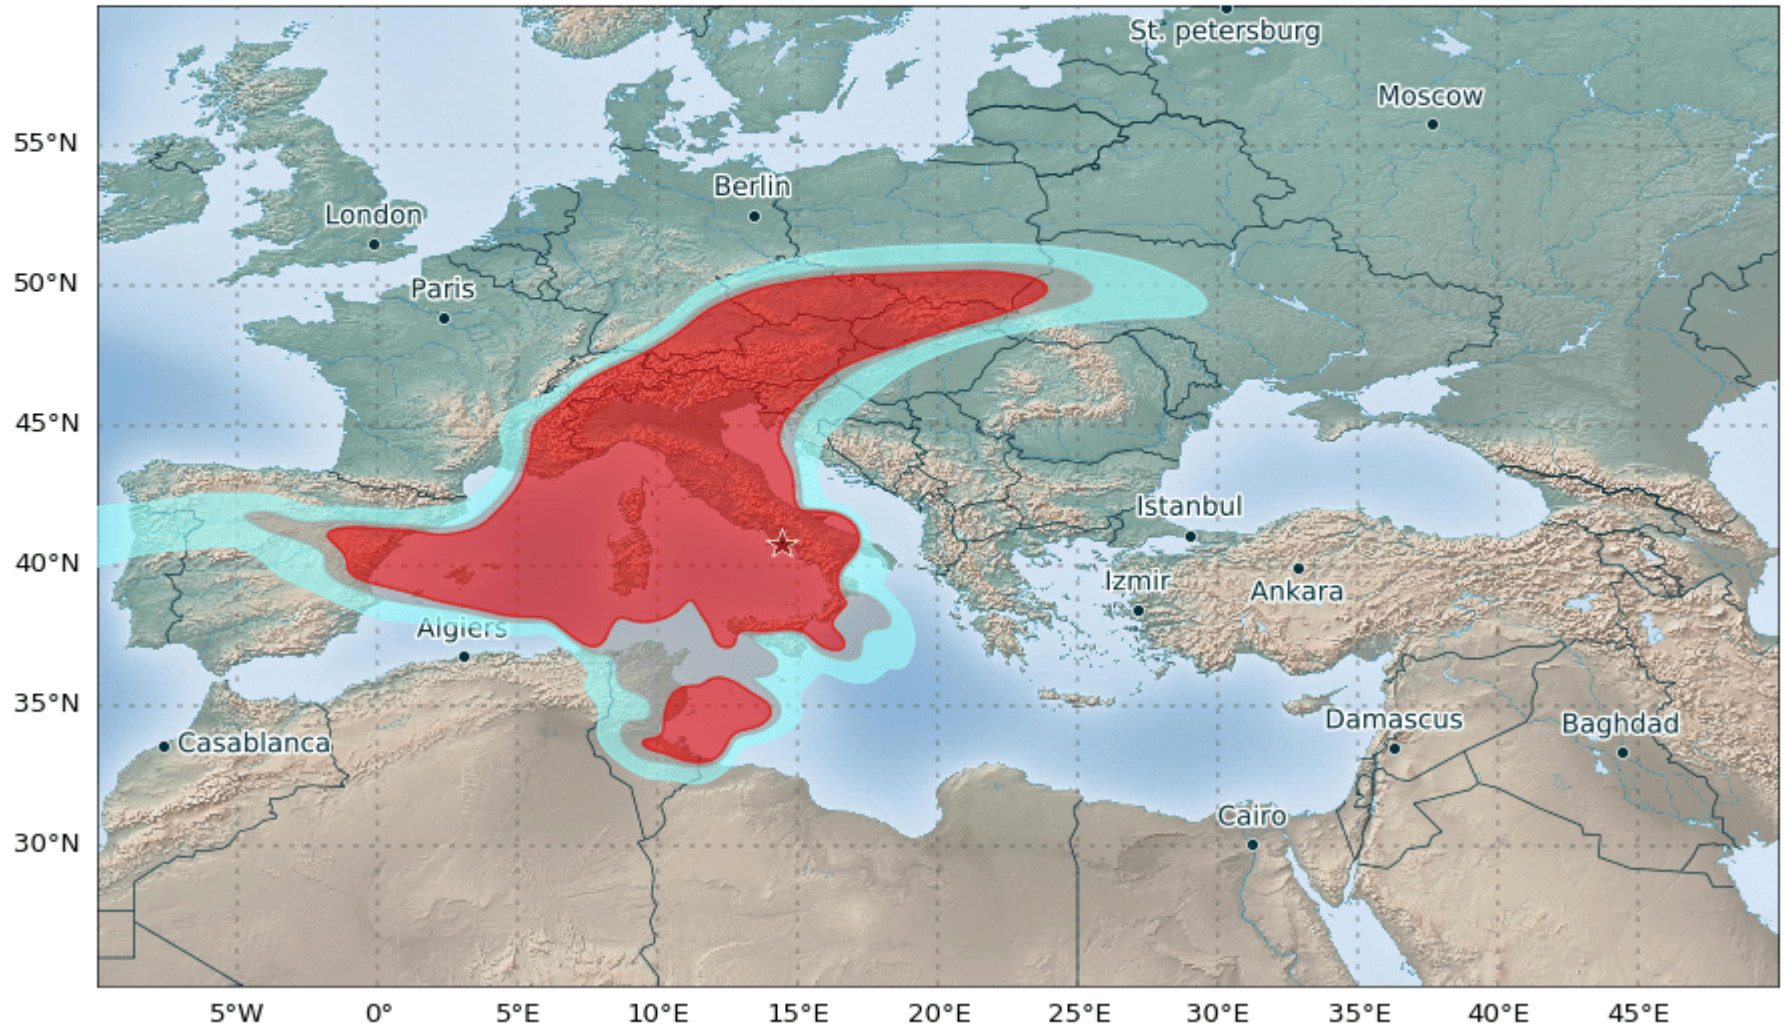 St. petersburg
Moscow
55°N
Berlin
London
50°N
Paris
45°N
Istanbul
40°N
Izmir
Ankara
Algiers
35°N
Damascus
Baghdad
Casablanca
30°N
Cairo
5°W 0° 5°E 10°E 15°E 20°E 25°E 30°E 35°E 40°E 45°E